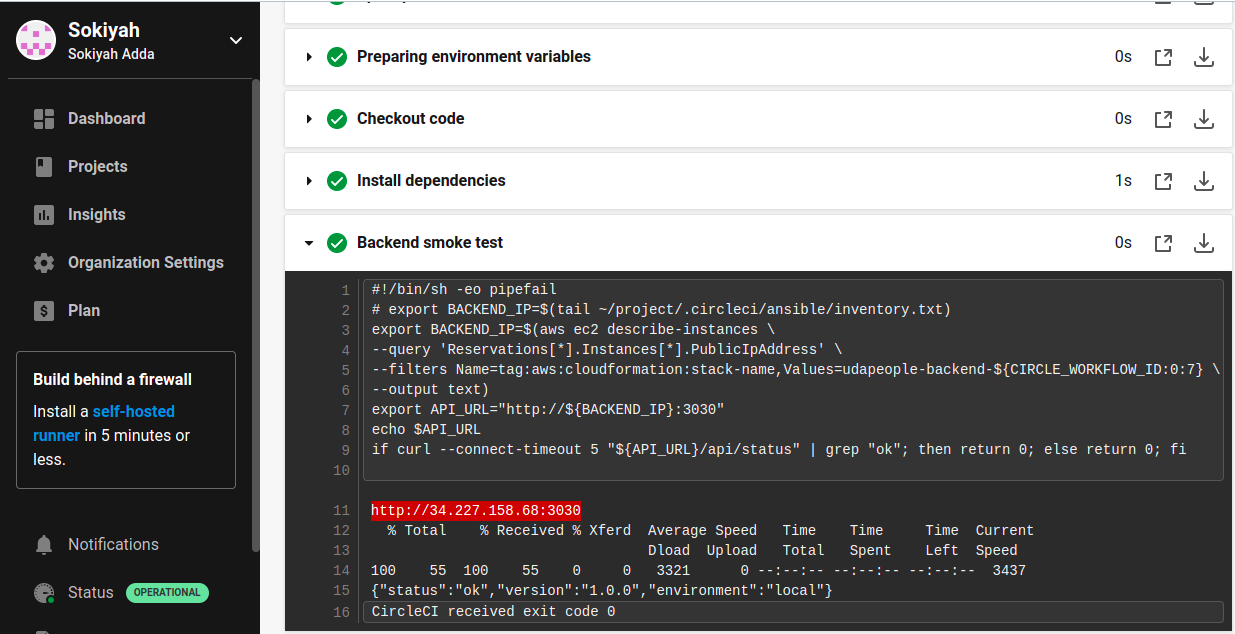 Sokiyah
Sokiyah Adda
Dashboard
Projects
Insights
Organization Settings
Plan
Build behind a firewall
Install a self-hosted
runner in 5 minutes or
less.
Notifications
Status OPERATIONAL
Preparing environment variables 0s
Checkout code 0s
Install dependencies 1s
Backend smoke test 0s
1 #!/bin/sh -eo pipefail
2 # export BACKEND_IP=$(tail ~/project/.circleci/ansible/inventory.txt)
3 export BACKEND_IP=$(aws ec2 describe-instances \
4 --query 'Reservations[*].Instances[*].PublicIpAddress' \
5 --filters Name=tag:aws:cloudformation:stack-name,Values=udapeople-backend-${CIRCLE_WORKFLOW_ID:0:7} \
6 --output text)
7 export API_URL="http://${BACKEND_IP}:3030"
8 echo $API_URL
9 if curl --connect-timeout 5 "${API_URL}/api/status" | grep "ok"; then return 0; else return 0; fi
10
11 http://34.227.158.68:3030
12 % Total % Received % Xferd Average Speed Time Time Time Current
13 Dload Upload Total Spent Left Speed
14 100 55 100 55 0 0 3321 0 --:--:-- --:--:-- --:--:-- 3437
15 {"status":"ok","version":"1.0.0","environment":"local"}
16 CircleCI received exit code 0